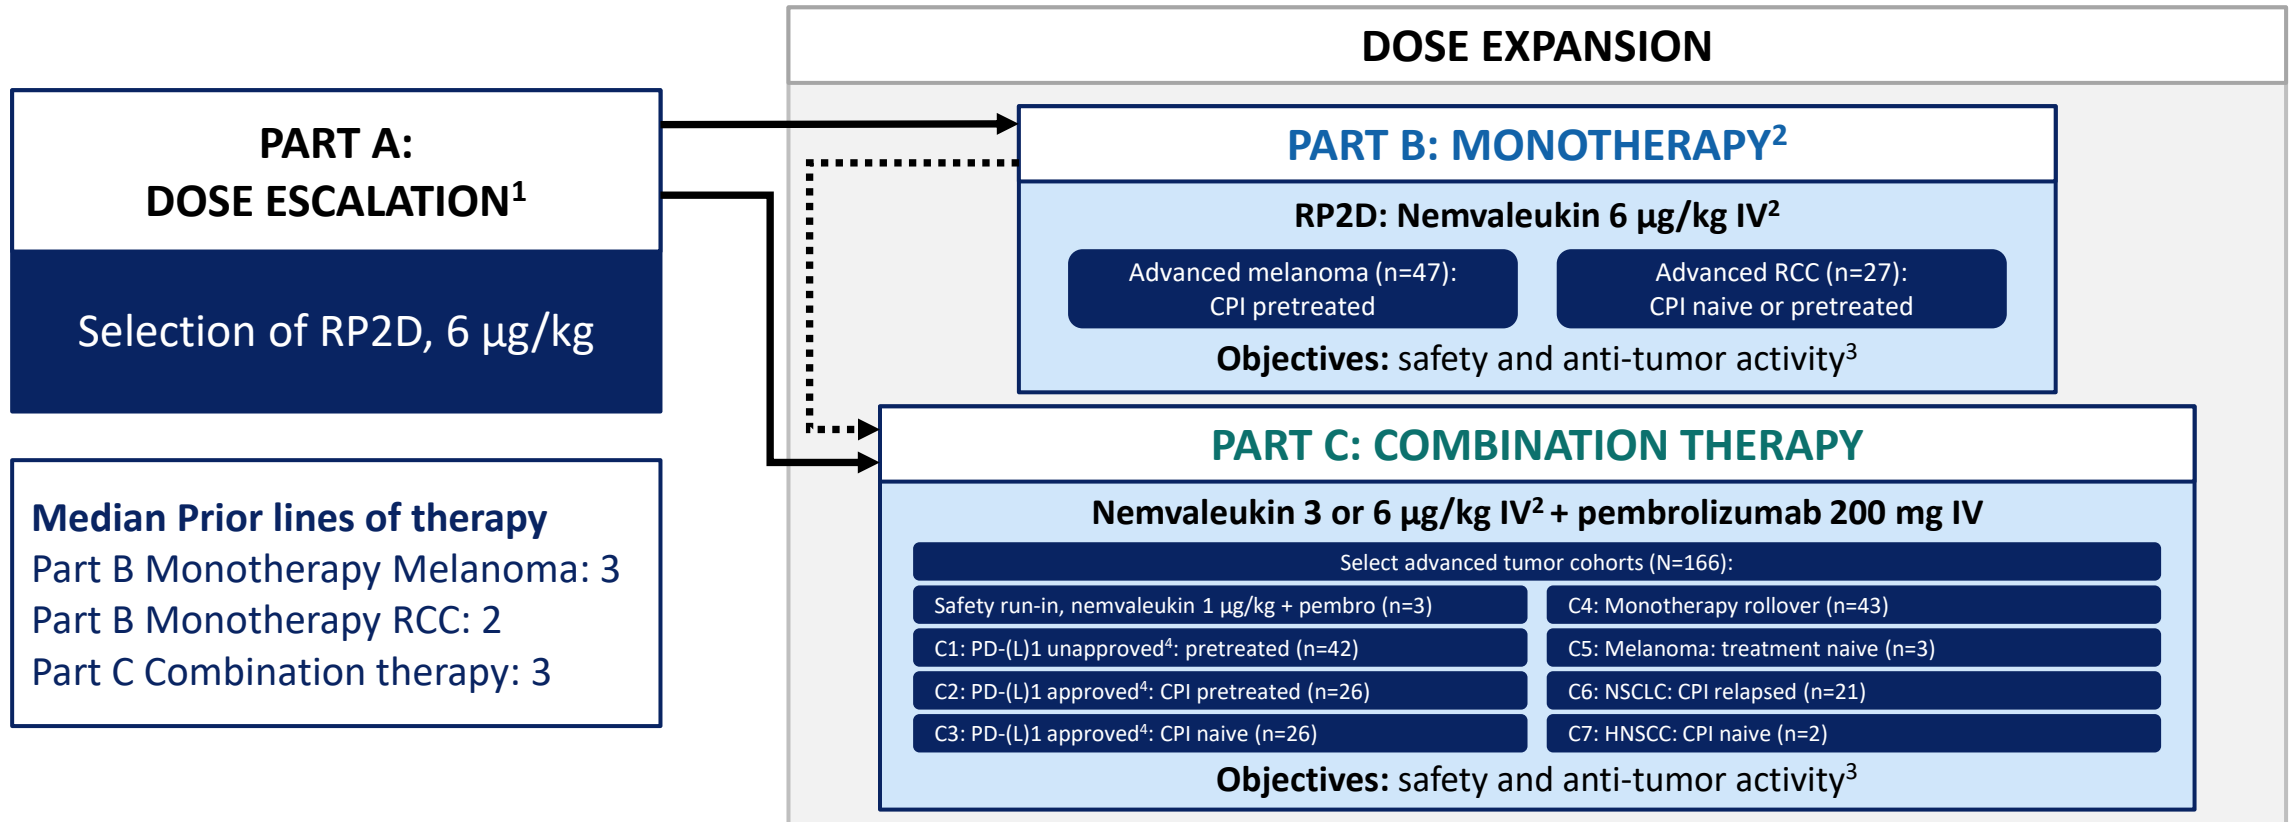 DOSE EXPANSION
PART A:
DOSE ESCALATION¹
Selection of RP2D, 6 µg/kg
Median Prior lines of therapy
Part B Monotherapy Melanoma: 3
Part B Monotherapy RCC: 2
Part C Combination therapy: 3
PART B: MONOTHERAPY²
RP2D: Nemvaleukin 6 µg/kg IV²
Advanced melanoma (n=47):
CPI pretreated
Advanced RCC (n=27):
CPI naive or pretreated
Objectives: safety and anti-tumor activity³
PART C: COMBINATION THERAPY
Nemvaleukin 3 or 6 µg/kg IV² + pembrolizumab 200 mg IV
Select advanced tumor cohorts (N=166):
Safety run-in, nemvaleukin 1 µg/kg + pembro (n=3)
C1: PD-(L)1 unapproved⁴: pretreated (n=42)
C2: PD-(L)1 approved⁴: CPI pretreated (n=26)
C3: PD-(L)1 approved⁴: CPI naive (n=26)
C4: Monotherapy rollover (n=43)
C5: Melanoma: treatment naive (n=3)
C6: NSCLC: CPI relapsed (n=21)
C7: HNSCC: CPI naive (n=2)
Objectives: safety and anti-tumor activity³